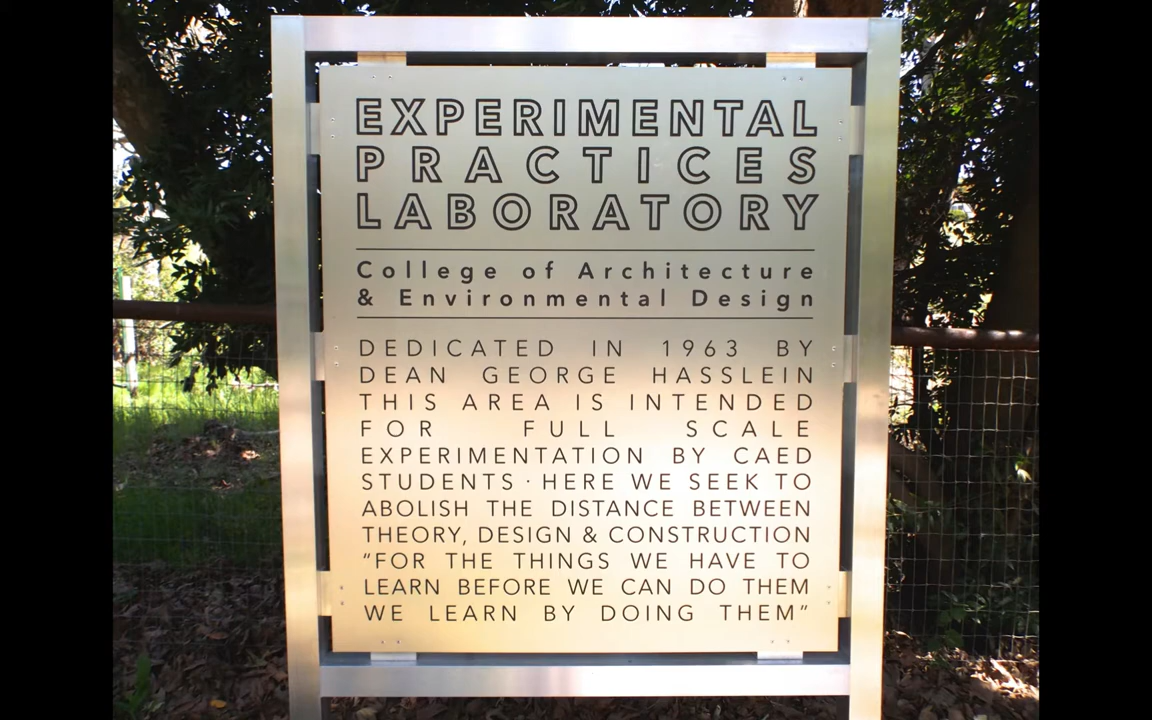 EXPERIMENTAL
PRACTICES
LABORATORY
College of Architecture
& Environmental Design
DEDICATED IN 1963 BY
DEAN GEORGE HASSLEIN
THIS AREA IS INTENDED
FOR FULL SCALE
EXPERIMENTATION BY CAED
STUDENTS · HERE WE SEEK TO
ABOLISH THE DISTANCE BETWEEN
THEORY, DESIGN & CONSTRUCTION
“FOR THE THINGS WE HAVE TO
LEARN BEFORE WE CAN DO THEM
WE LEARN BY DOING THEM”